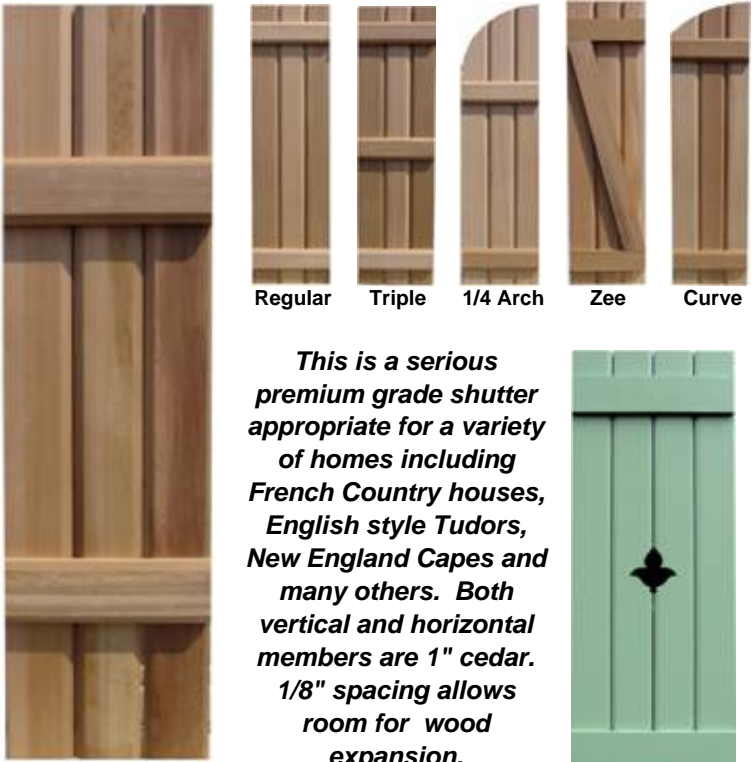 Regular Triple 1/4 Arch Zee Curve
This is a serious
premium grade shutter
appropriate for a variety
of homes including
French Country houses,
English style Tudors,
New England Capes and
many others. Both
vertical and horizontal
members are 1" cedar.
1/8" spacing allows
room for wood
expansion.